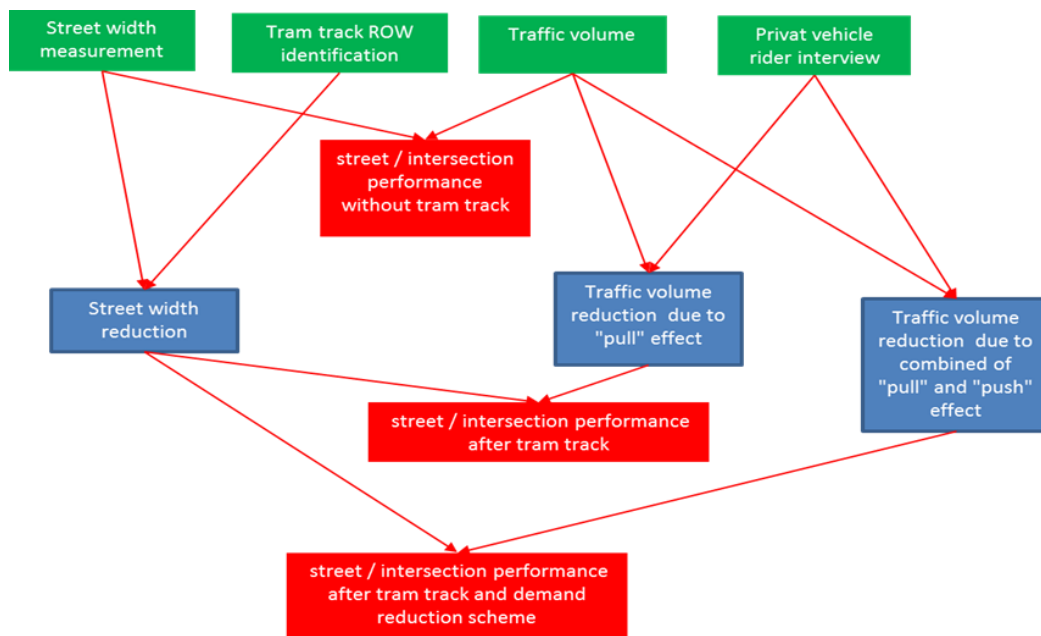 Street width
measurement
Tram track ROW
identification
Traffic volume
Privat vehicle
rider interview
street / intersection
performance
without tram track
Street width
reduction
Traffic volume
reduction  due to
"pull" effect
Traffic volume
reduction  due to
combined of
"pull" and "push"
effect
street / intersection performance
after tram track
street / intersection performance
after tram track and demand
reduction scheme